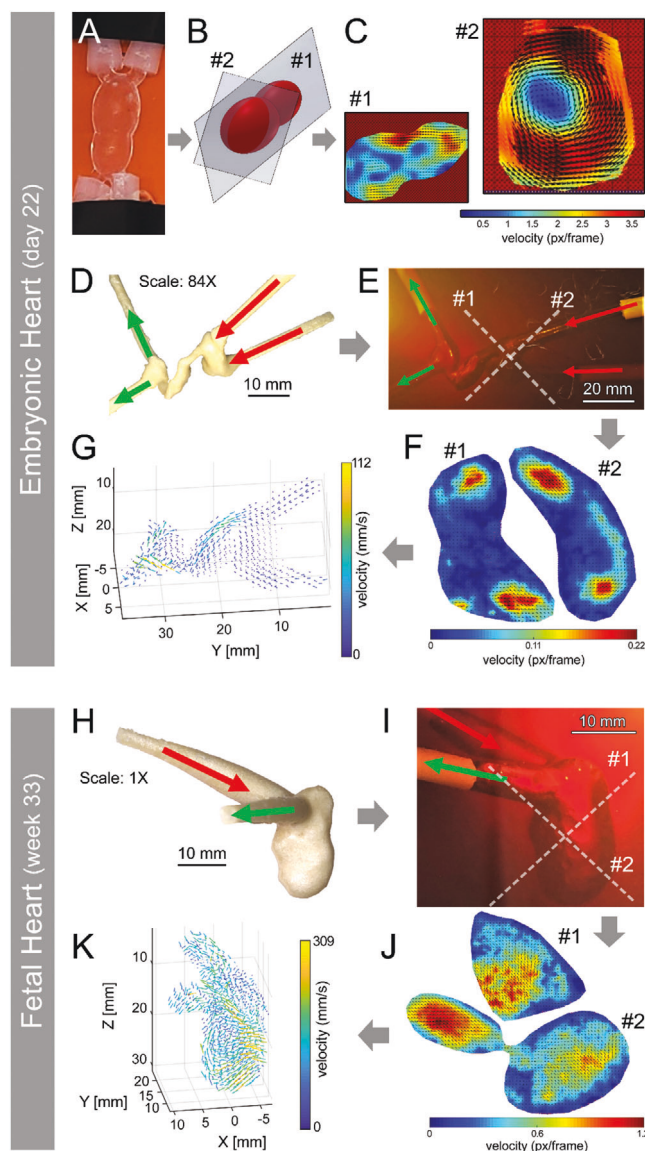 Embryonic Heart (day 22)
A
B
#2
#1
C
#1
#2
0.5 1 1.5 2 2.5 3 3.5
velocity (px/frame)
D
Scale: 84X
10 mm
E
#1
#2
20 mm
G
Z [mm]
10
20
X [mm]
-5
0
5
30
20
10
Y [mm]
112
velocity (mm/s)
0
F
#1
#2
0
0.11
0.22
velocity (px/frame)
Fetal Heart (week 33)
H
Scale: 1X
10 mm
I
10 mm
#1
#2
K
Z [mm]
10
20
30
Y [mm]
20
15
10
10
5
0
-5
X [mm]
309
velocity (mm/s)
0
J
#1
#2
0
0.6
velocity (px/frame)